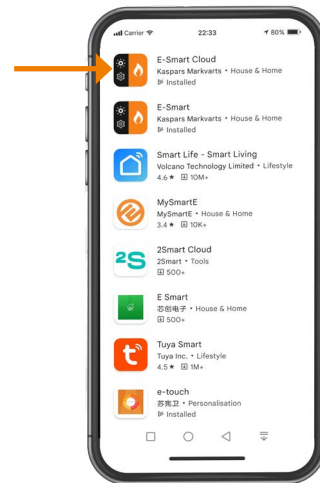 Carrier 22:33 80%
E-Smart Cloud
Kaspars Markvarts • House & Home
Installed
E-Smart
Kaspars Markvarts • House & Home
Installed
Smart Life - Smart Living
Volcano Technology Limited • Lifestyle
4.6 ★ 10M+
MySmartE
MySmartE • House & Home
3.4 ★ 10K+
2S
2Smart Cloud
2Smart • Tools
500+
E Smart
芯创电子 • House & Home
500+
Tuya Smart
Tuya Inc. • Lifestyle
4.5 ★ 1M+
e-touch
苏宪卫 • Personalisation
Installed